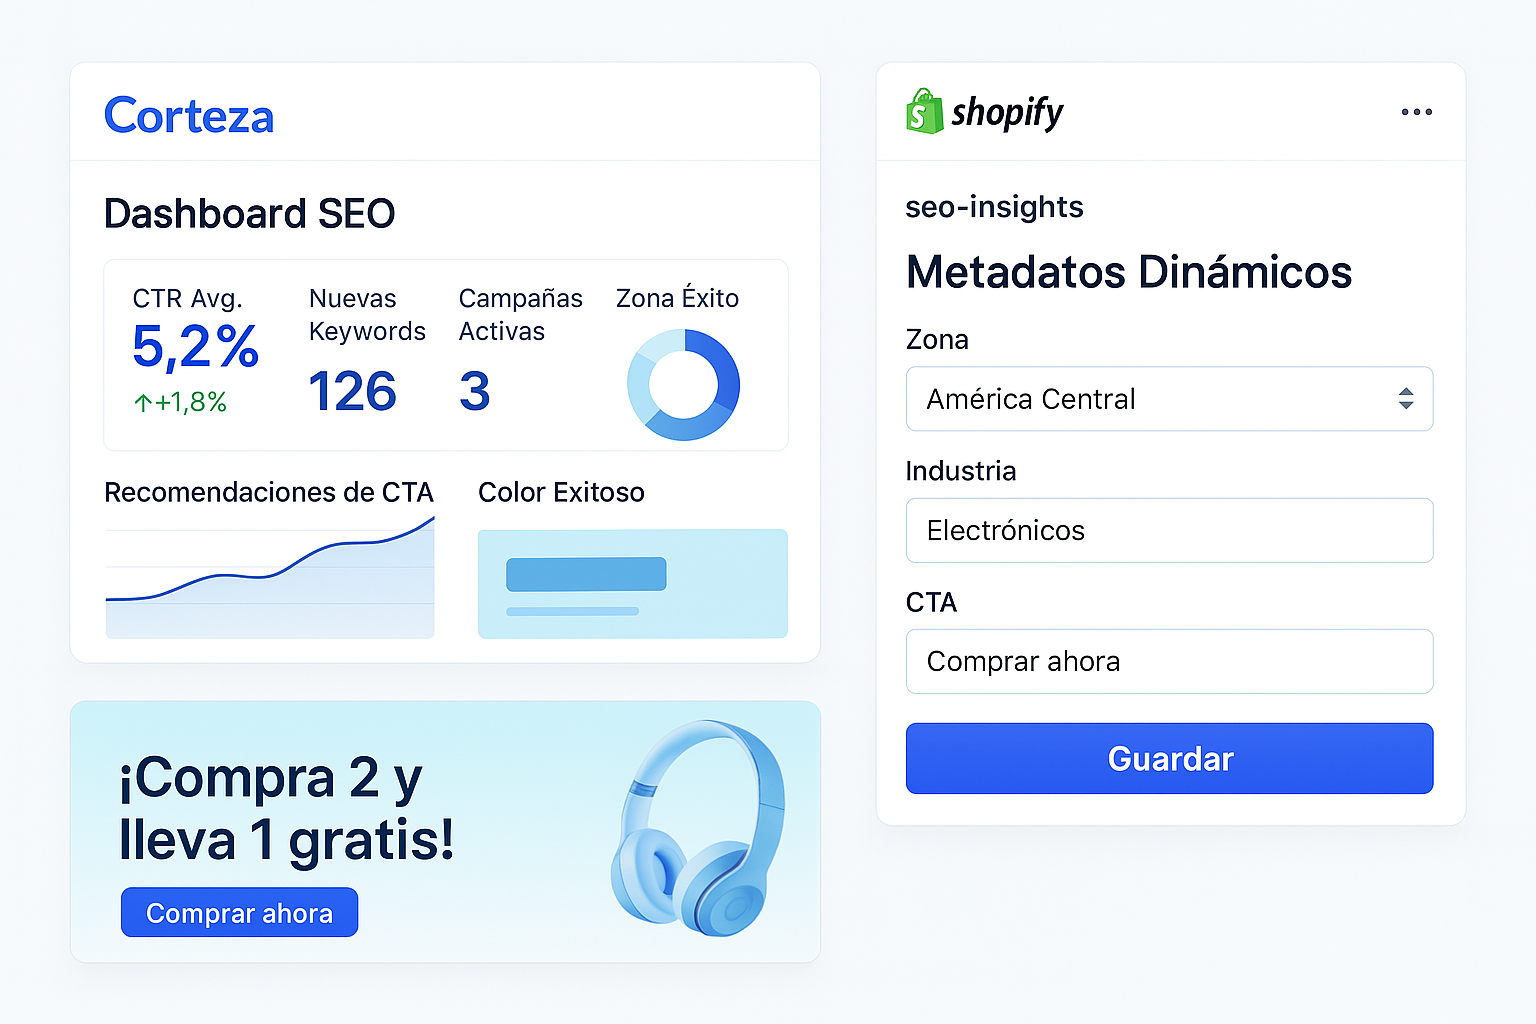 Corteza
Dashboard SEO
CTR Avg.
5,2%
↑+1,8%
Nuevas
Keywords
126
Campañas
Activas
3
Zona Éxito
Recomendaciones de CTA
Color Exitoso
¡Compra 2 y
lleva 1 gratis!
Comprar ahora
shopify
seo-insights
Metadatos Dinámicos
Zona
América Central
Industria
Electrónicos
CTA
Comprar ahora
Guardar